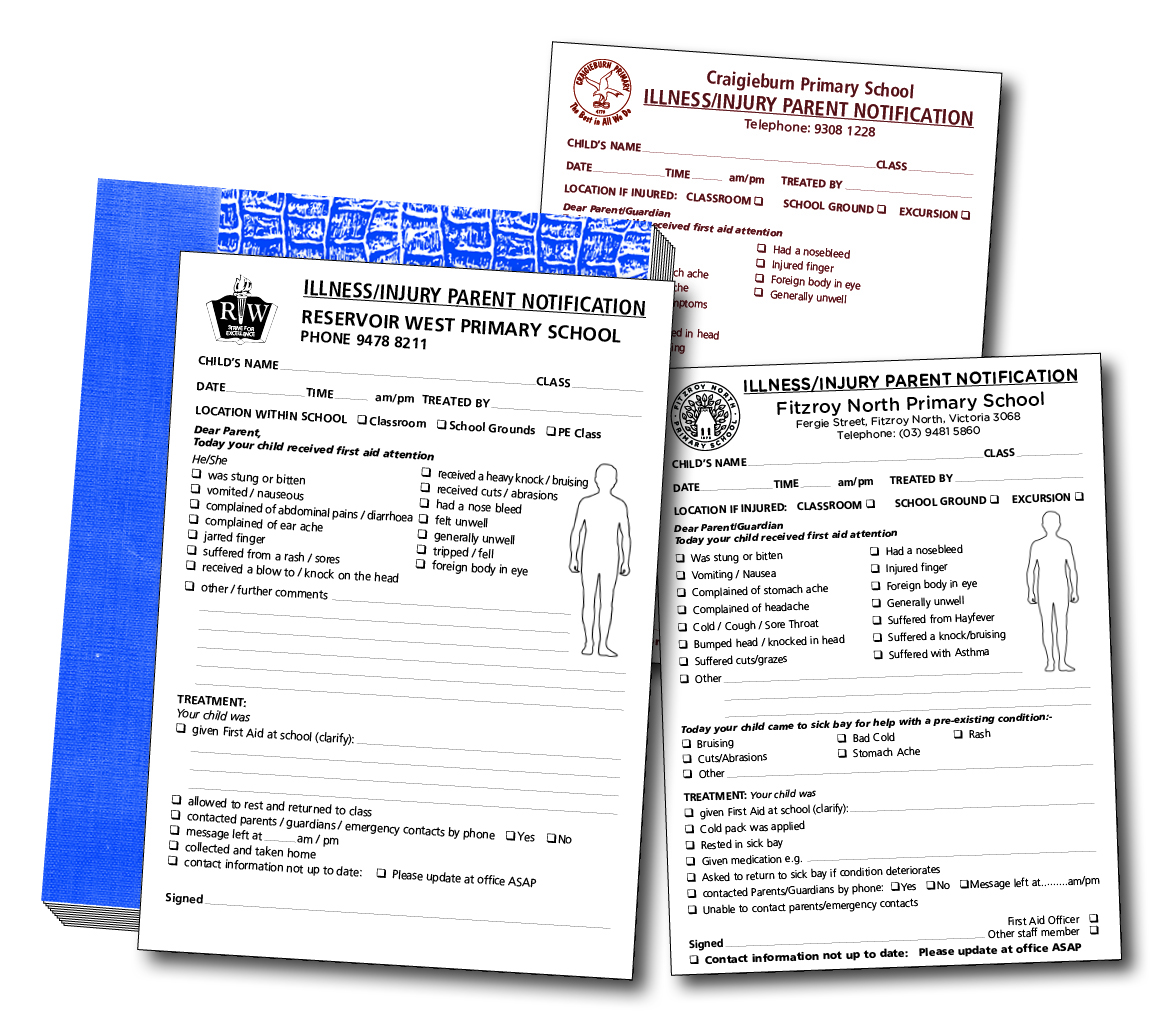 CRAIGIEBURN PRIMARY
The Best in All We Do
Craigieburn Primary School
ILLNESS/INJURY PARENT NOTIFICATION
Telephone: 9308 1228
CHILD'S NAME CLASS
DATE TIME am/pm TREATED BY
LOCATION IF INJURED: CLASSROOM ❑ SCHOOL GROUND ❑ EXCURSION ❑
Dear Parent/Guardian
received first aid attention
❑ Had a nosebleed
❑ Injured finger
❑ Foreign body in eye
❑ Generally unwell
ach ache
che
mptoms
ed in head
ing
R W
STRIVE FOR
EXCELLENCE
ILLNESS/INJURY PARENT NOTIFICATION
RESERVOIR WEST PRIMARY SCHOOL
PHONE 9478 8211
CHILD'S NAME CLASS
DATE TIME am/pm TREATED BY
LOCATION WITHIN SCHOOL ❑ Classroom ❑ School Grounds ❑ PE Class
Dear Parent,
Today your child received first aid attention
He/She
❑ was stung or bitten
❑ vomited / nauseous
❑ complained of abdominal pains / diarrhoea
❑ complained of ear ache
❑ jarred finger
❑ suffered from a rash / sores
❑ received a blow to / knock on the head
❑ received a heavy knock / bruising
❑ received cuts / abrasions
❑ had a nose bleed
❑ felt unwell
❑ generally unwell
❑ tripped / fell
❑ foreign body in eye
❑ other / further comments
TREATMENT:
Your child was
❑ given First Aid at school (clarify):
❑ allowed to rest and returned to class
❑ contacted parents / guardians / emergency contacts by phone ❑ Yes ❑ No
❑ message left at am / pm
❑ collected and taken home
❑ contact information not up to date: ❑ Please update at office ASAP
Signed
FITZROY NORTH
PRIMARY SCHOOL
ILLNESS/INJURY PARENT NOTIFICATION
Fitzroy North Primary School
Fergie Street, Fitzroy North, Victoria 3068
Telephone: (03) 9481 5860
CHILD'S NAME CLASS
DATE TIME am/pm TREATED BY
LOCATION IF INJURED: CLASSROOM ❑ SCHOOL GROUND ❑ EXCURSION ❑
Dear Parent/Guardian
Today your child received first aid attention
❑ Was stung or bitten
❑ Vomiting / Nausea
❑ Complained of stomach ache
❑ Complained of headache
❑ Cold / Cough / Sore Throat
❑ Bumped head / knocked in head
❑ Suffered cuts/grazes
❑ Had a nosebleed
❑ Injured finger
❑ Foreign body in eye
❑ Generally unwell
❑ Suffered from Hayfever
❑ Suffered a knock/bruising
❑ Suffered with Asthma
❑ Other
Today your child came to sick bay for help with a pre-existing condition:-
❑ Bruising ❑ Bad Cold ❑ Rash
❑ Cuts/Abrasions ❑ Stomach Ache
❑ Other
TREATMENT: Your child was
❑ given First Aid at school (clarify):
❑ Cold pack was applied
❑ Rested in sick bay
❑ Given medication e.g.
❑ Asked to return to sick bay if condition deteriorates
❑ contacted Parents/Guardians by phone: ❑Yes ❑No ❑Message left at.........am/pm
❑ Unable to contact parents/emergency contacts
First Aid Officer ❑
Signed Other staff member ❑
❑ Contact information not up to date: Please update at office ASAP